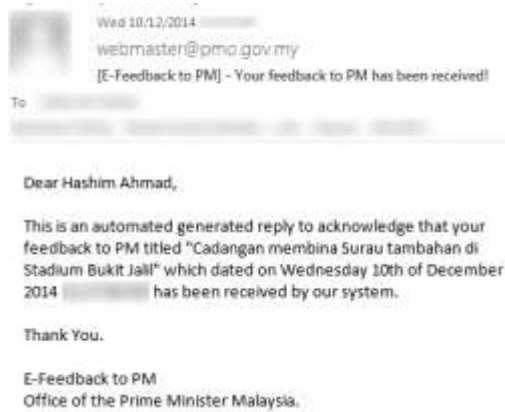 Wed 10/12/2014
webmaster@pmo.gov.my
[E-Feedback to PM] - Your feedback to PM has been received!
To
Dear Hashim Ahmad,
This is an automated generated reply to acknowledge that your
feedback to PM titled "Cadangan membina Surau tambahan di
Stadium Bukit Jalil" which dated on Wednesday 10th of December
2014 has been received by our system.
Thank You.
E-Feedback to PM
Office of the Prime Minister Malaysia.